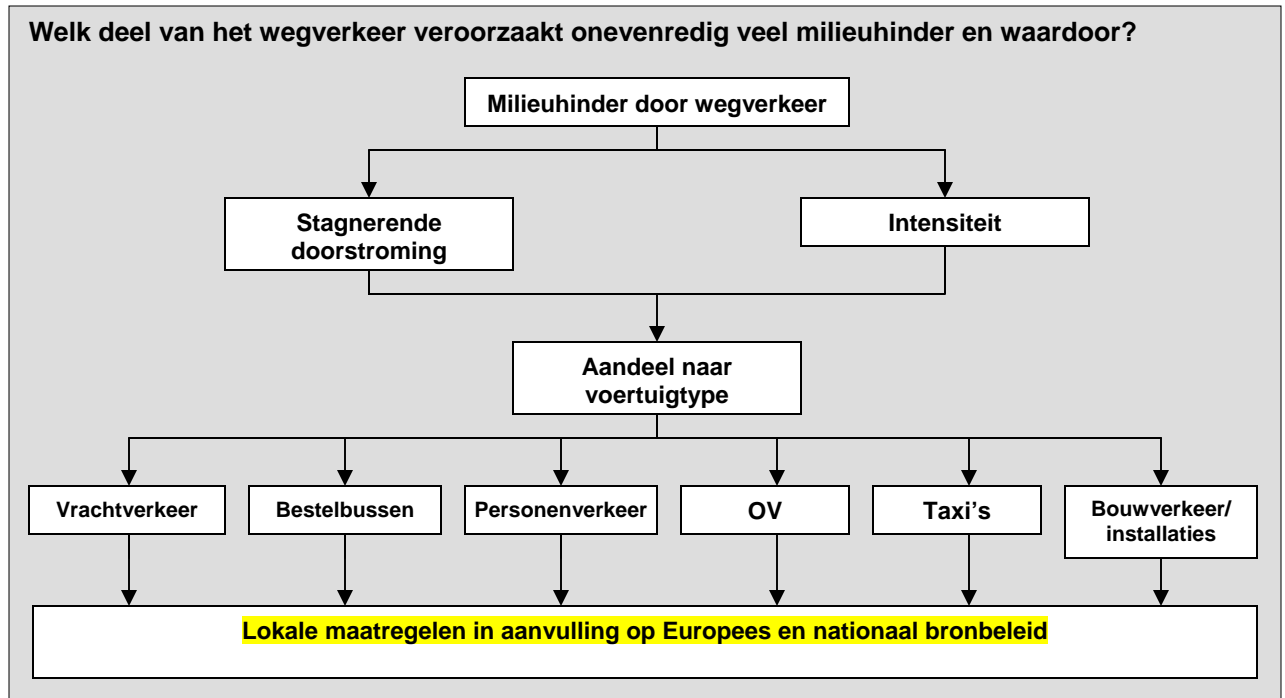 Welk deel van het wegverkeer veroorzaakt onevenredig veel milieuhinder en waardoor?
Milieuhinder door wegverkeer
Stagnerende
doorstroming
Intensiteit
Aandeel naar
voertuigtype
Vrachtverkeer
Bestelbussen
Personenverkeer
OV
Taxi's
Bouwverkeer/
installaties
Lokale maatregelen in aanvulling op Europees en nationaal bronbeleid